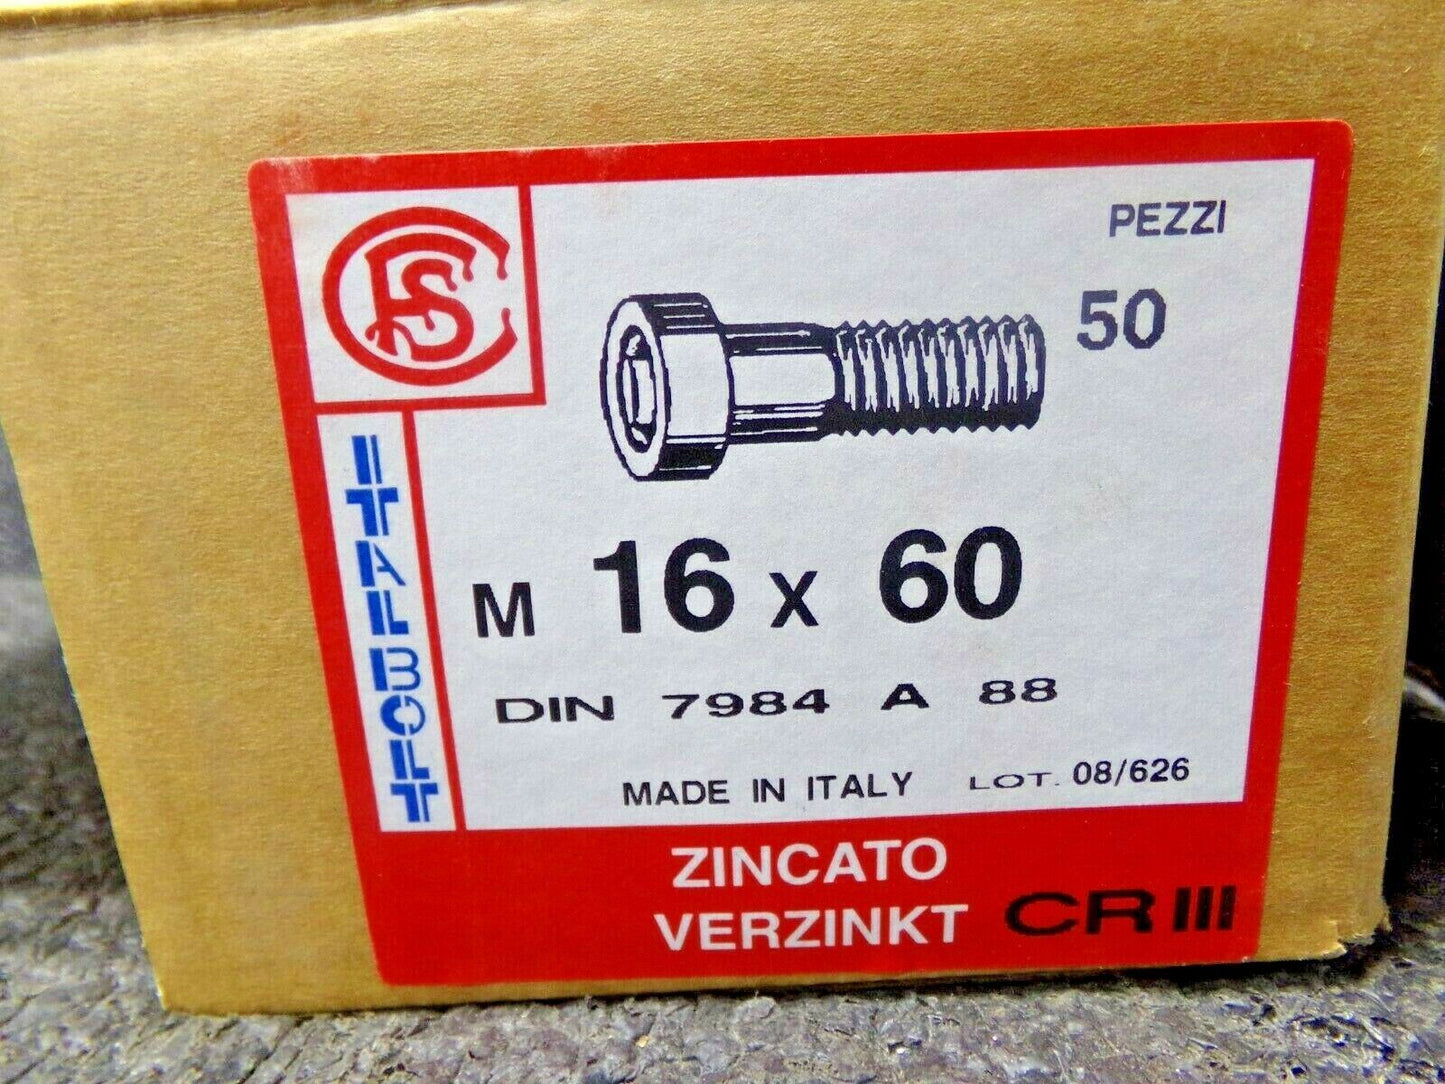 PEZZI
50
ITALBOLT
M 16 x 60
DIN 7984 A 88
MADE IN ITALY LOT. 08/626
ZINCATO
VERZINKT CR III